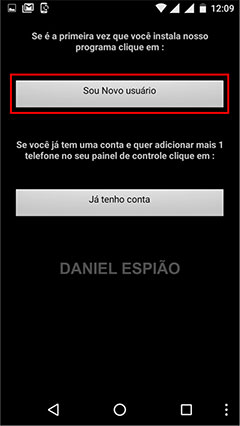 12:09
Se é a primeira vez que você instala nosso
programa clique em :
Sou Novo usuário
Se você já tem uma conta e quer adicionar mais 1
telefone no seu painel de controle clique em :
Já tenho conta
DANIEL ESPIÃO